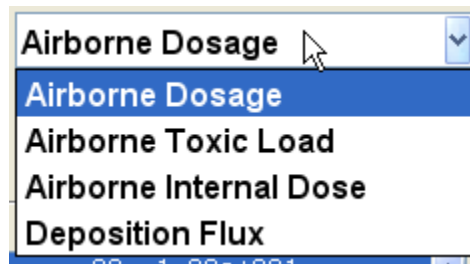 Airborne Dosage
Airborne Dosage
Airborne Toxic Load
Airborne Internal Dose
Deposition Flux